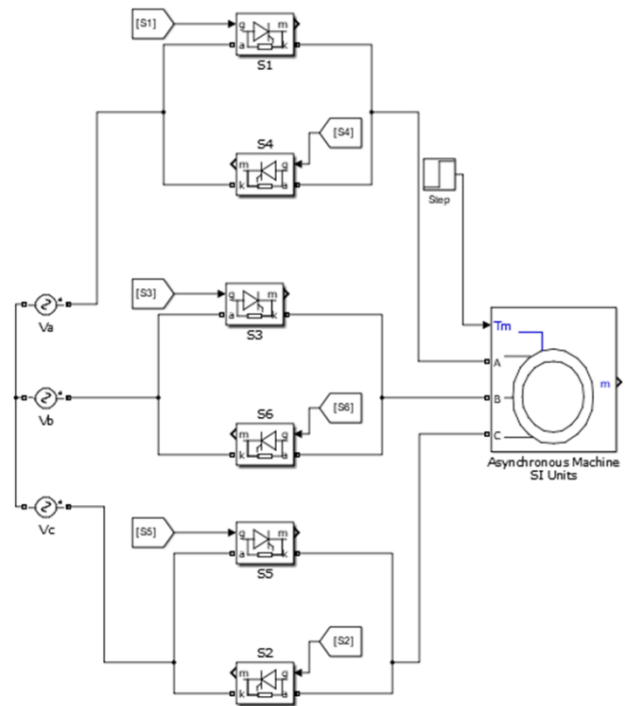 [S1]
g m
a k
S1
S4
[S4]
m g
k a
Step
[S3]
g m
a k
S3
Va
Tm
A
m
S6
[S6]
m g
k a
Vb
B
C
Asynchronous Machine
SI Units
[S5]
g m
a k
S5
Vc
S2
[S2]
m g
k a